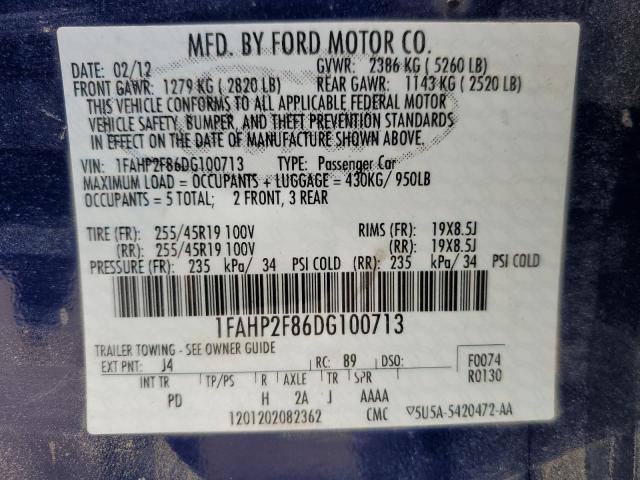 MFD. BY FORD MOTOR CO.
DATE: 02/12 GVWR: 2386 KG ( 5260 LB)
FRONT GAWR: 1279 KG ( 2820 LB) REAR GAWR: 1143 KG ( 2520 LB)
THIS VEHICLE CONFORMS TO ALL APPLICABLE FEDERAL MOTOR
VEHICLE SAFETY, BUMPER, AND THEFT PREVENTION STANDARDS
IN EFFECT ON THE DATE OF MANUFACTURE SHOWN ABOVE.
VIN: 1FAHP2F86DG100713 TYPE: Passenger Car
MAXIMUM LOAD = OCCUPANTS + LUGGAGE = 430KG/ 950LB
OCCUPANTS = 5 TOTAL; 2 FRONT, 3 REAR
TIRE (FR): 255/45R19 100V RIMS (FR): 19X8.5J
(RR): 255/45R19 100V (RR): 19X8.5J
PRESSURE (FR): 235 kPa/ 34 PSI COLD (RR): 235 kPa/ 34 PSI COLD
1FAHP2F86DG100713
TRAILER TOWING - SEE OWNER GUIDE
EXT PNT: J4 RC: 89 DSO: F0074
R0130
INT TR TP/PS R AXLE TR SPR
PD H 2A J AAAA
1201202082362 CMC ▽5U5A-5420472-AA